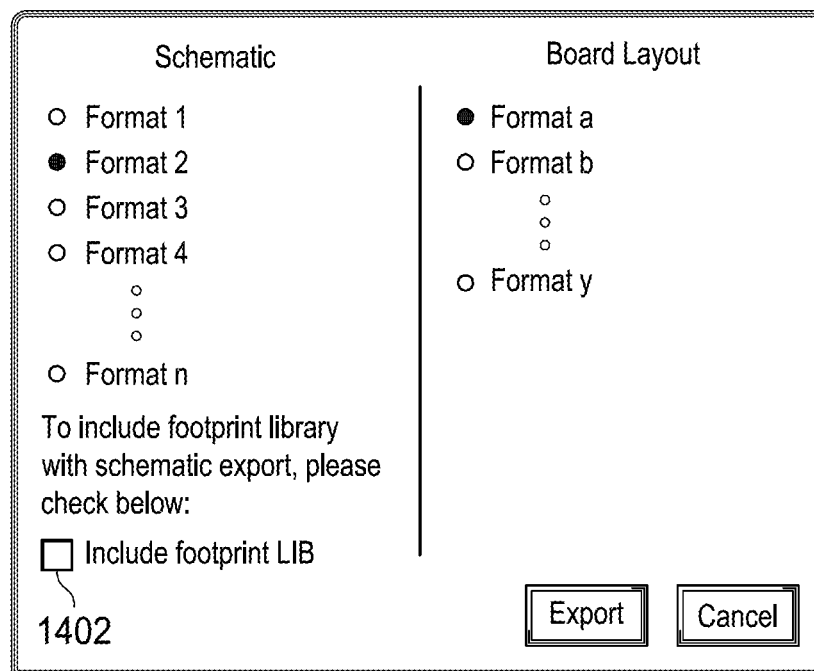 Schematic
Format 1
Format 2
Format 3
Format 4
Format n
To include footprint library
with schematic export, please
check below:
Include footprint LIB
1402
Board Layout
Format a
Format b
Format y
Export
Cancel